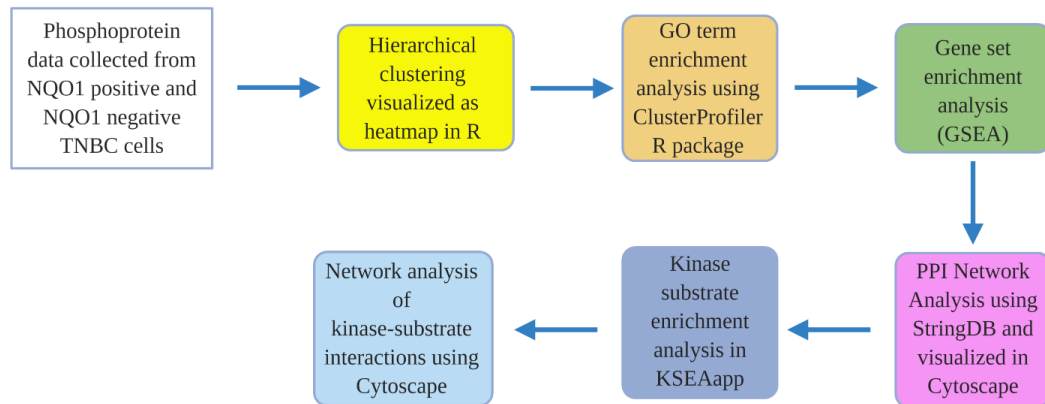 Phosphoprotein
data collected from
NQO1 positive and
NQO1 negative
TNBC cells
Hierarchical
clustering
visualized as
heatmap in R
GO term
enrichment
analysis using
ClusterProfiler
R package
Gene set
enrichment
analysis
(GSEA)
PPI Network
Analysis using
StringDB and
visualized in
Cytoscape
Kinase
substrate
enrichment
analysis in
KSEAapp
Network analysis
of
kinase-substrate
interactions using
Cytoscape